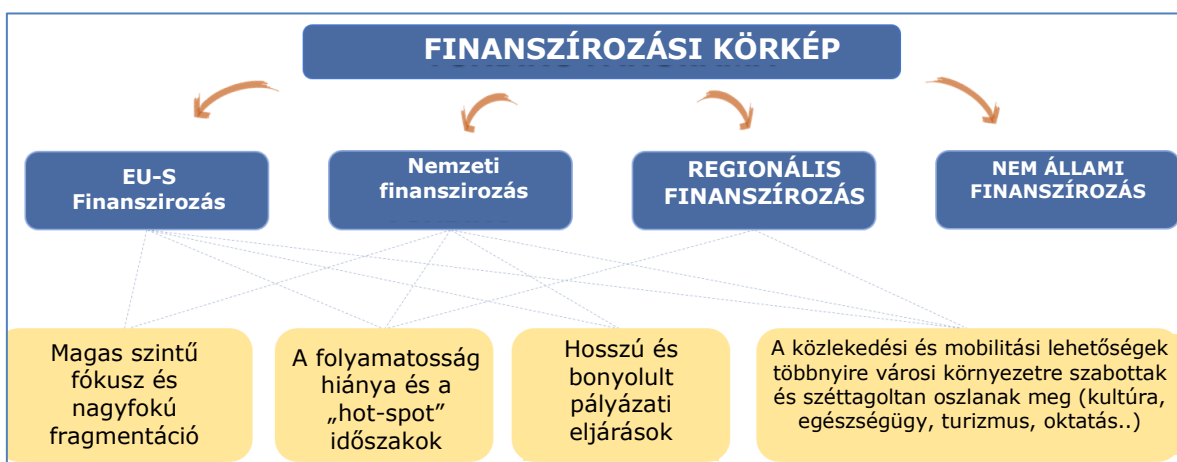 FINANSZÍROZÁSI KÖRKÉP
EU-S
Finanszirozás
Nemzeti
finanszirozás
REGIONÁLIS
FINANSZÍROZÁS
NEM ÁLLAMI
FINANSZÍROZÁS
Magas szintű
fókusz és
nagyfokú
fragmentáció
A folyamatosság
hiánya és a
„hot-spot”
időszakok
Hosszú és
bonyolult
pályázati
eljárások
A közlekedési és mobilitási lehetőségek
többnyire városi környezetre szabottak
és széttagoltan oszlanak meg (kultúra,
egészségügy, turizmus, oktatás..)